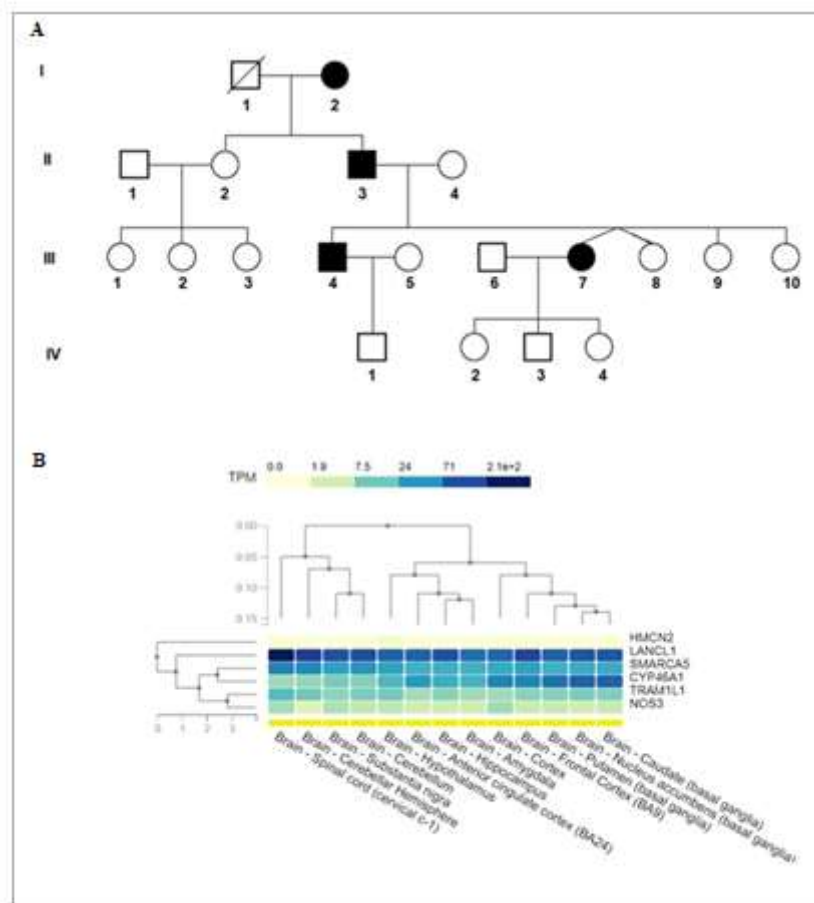 A
I
1 2
II
1 2 3 4
III
1 2 3 4 5 6 7 8 9 10
IV
1 2 3 4
B
TPM 0.0 1.9 7.5 24 71 2.1e+2
0.00
0.05
0.10
0.15
HMCN2
LANCL1
SMARCA5
CYP46A1
TRAM1L1
NOS3
0 1 2 3
Brain - Spinal cord (cervical c-1)
Brain - Cerebellar Hemisphere
Brain - Substantia nigra
Brain - Cerebellum
Brain - Hypothalamus
Brain - Anterior cingulate cortex (BA24)
Brain - Hippocampus
Brain - Amygdala
Brain - Cortex
Brain - Frontal Cortex (BA9)
Brain - Putamen (basal ganglia)
Brain - Nucleus accumbens (basal ganglia)
Brain - Caudate (basal ganglia)